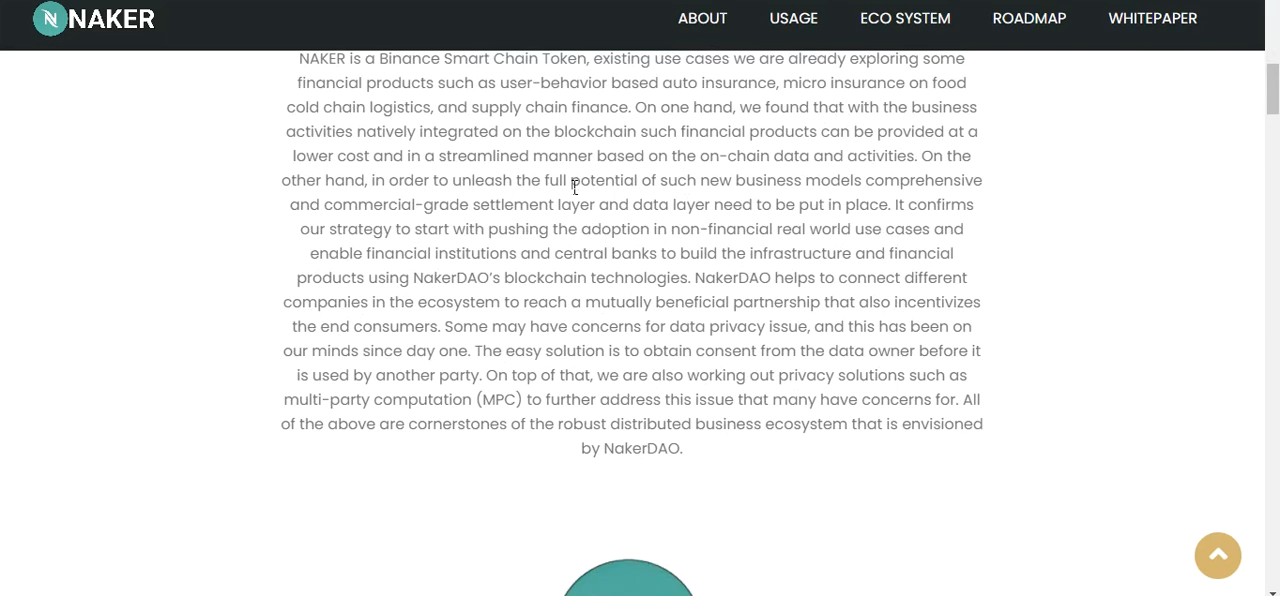 NAKER
ABOUT
USAGE
ECO SYSTEM
ROADMAP
WHITEPAPER
NAKER is a Binance Smart Chain Token, existing use cases we are already exploring some
financial products such as user-behavior based auto insurance, micro insurance on food
cold chain logistics, and supply chain finance. On one hand, we found that with the business
activities natively integrated on the blockchain such financial products can be provided at a
lower cost and in a streamlined manner based on the on-chain data and activities. On the
other hand, in order to unleash the full potential of such new business models comprehensive
and commercial-grade settlement layer and data layer need to be put in place. It confirms
our strategy to start with pushing the adoption in non-financial real world use cases and
enable financial institutions and central banks to build the infrastructure and financial
products using NakerDAO’s blockchain technologies. NakerDAO helps to connect different
companies in the ecosystem to reach a mutually beneficial partnership that also incentivizes
the end consumers. Some may have concerns for data privacy issue, and this has been on
our minds since day one. The easy solution is to obtain consent from the data owner before it
is used by another party. On top of that, we are also working out privacy solutions such as
multi-party computation (MPC) to further address this issue that many have concerns for. All
of the above are cornerstones of the robust distributed business ecosystem that is envisioned
by NakerDAO.